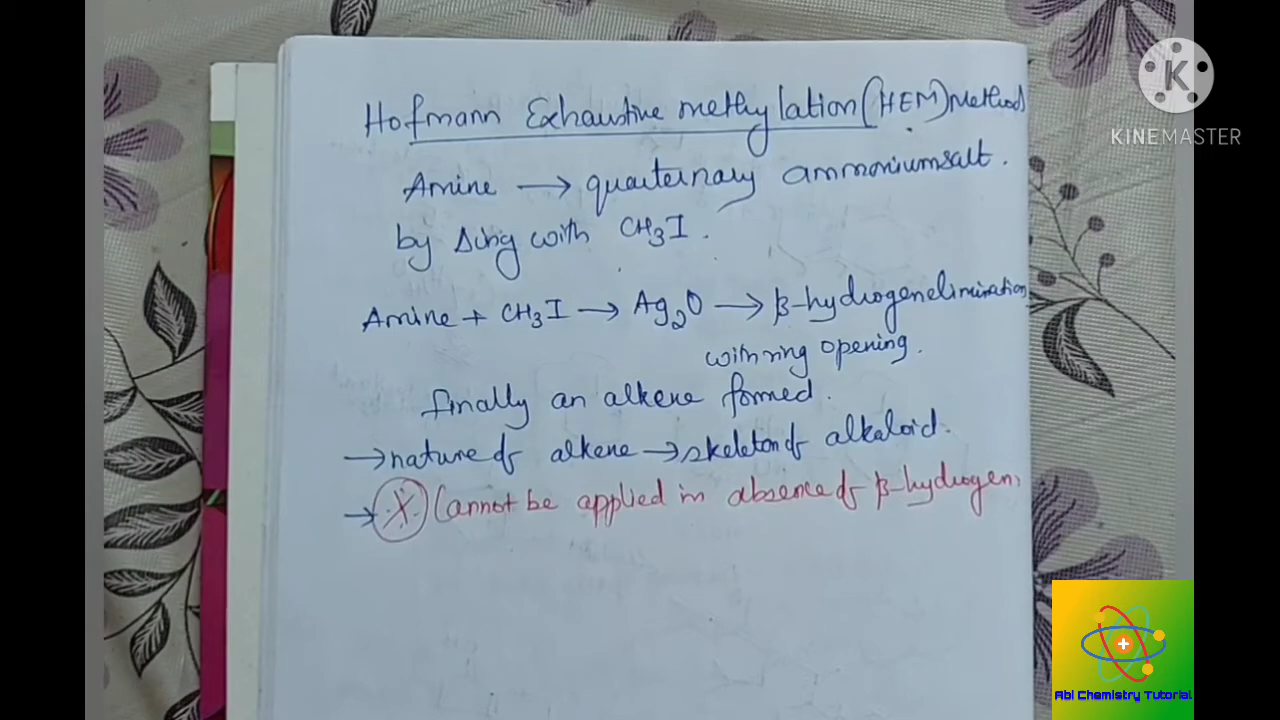 Hofmann Exhaustive methylation (HEM) Method
Amine → quarternary ammonium salt.
by Δing with CH3I.
Amine + CH3I → Ag2O → β-hydrogen elimination
with ring opening.
finally an alkene formed.
→ nature of alkene → skeleton of alkaloid.
→ X Cannot be applied in absence of β-hydrogen.
K
KINEMASTER
Abi Chemistry Tutorial